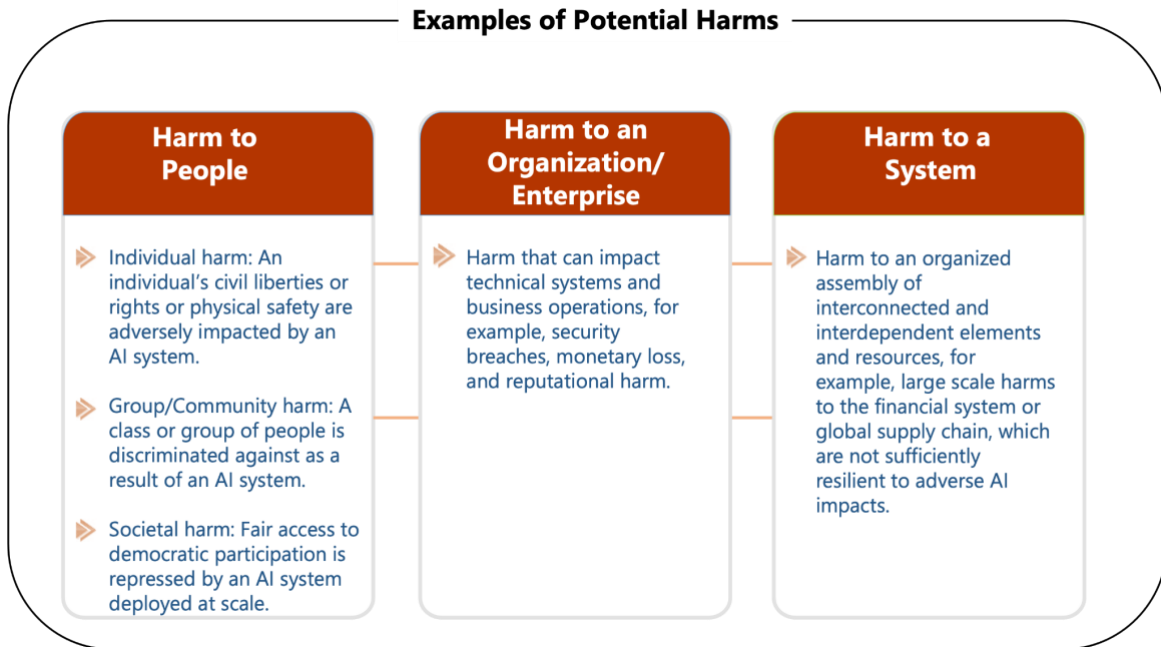 Examples of Potential Harms
Harm to
People
Individual harm: An
individual’s civil liberties or
rights or physical safety are
adversely impacted by an
AI system.
Group/Community harm: A
class or group of people is
discriminated against as a
result of an AI system.
Societal harm: Fair access to
democratic participation is
repressed by an AI system
deployed at scale.
Harm to an
Organization/
Enterprise
Harm that can impact
technical systems and
business operations, for
example, security
breaches, monetary loss,
and reputational harm.
Harm to a
System
Harm to an organized
assembly of
interconnected and
interdependent elements
and resources, for
example, large scale harms
to the financial system or
global supply chain, which
are not sufficiently
resilient to adverse AI
impacts.